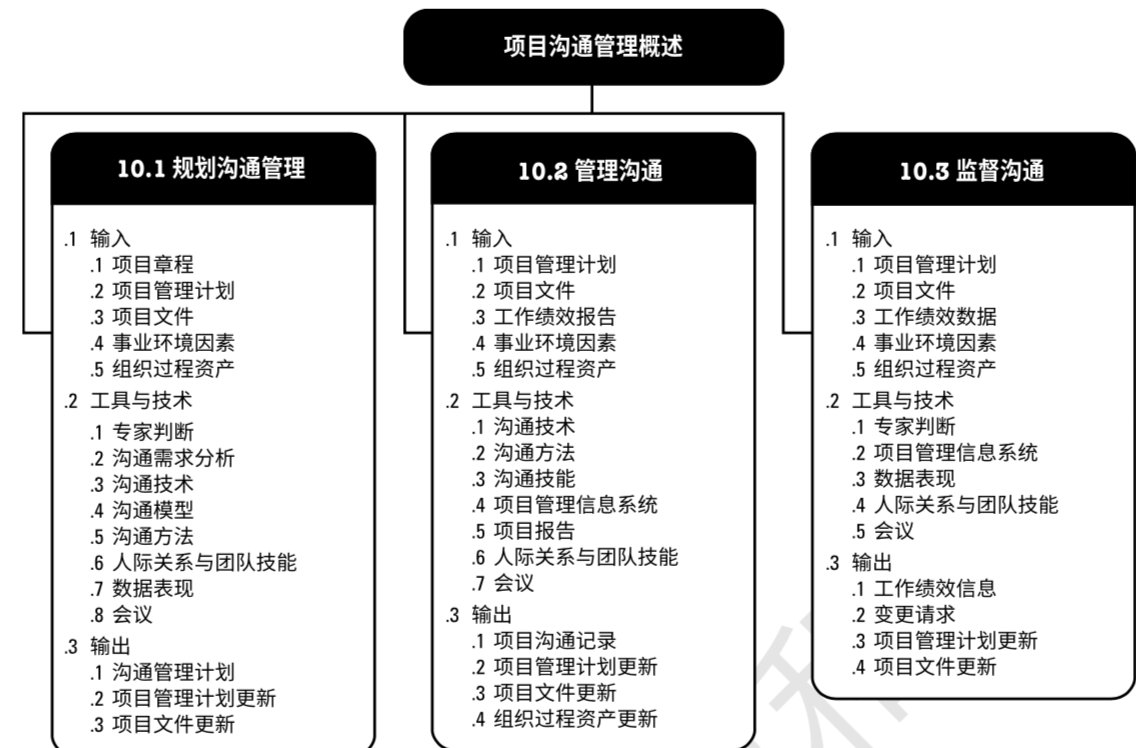 项目沟通管理概述
10.1 规划沟通管理
.1 输入
.1 项目章程
.2 项目管理计划
.3 项目文件
.4 事业环境因素
.5 组织过程资产
.2 工具与技术
.1 专家判断
.2 沟通需求分析
.3 沟通技术
.4 沟通模型
.5 沟通方法
.6 人际关系与团队技能
.7 数据表现
.8 会议
.3 输出
.1 沟通管理计划
.2 项目管理计划更新
.3 项目文件更新
10.2 管理沟通
.1 输入
.1 项目管理计划
.2 项目文件
.3 工作绩效报告
.4 事业环境因素
.5 组织过程资产
.2 工具与技术
.1 沟通技术
.2 沟通方法
.3 沟通技能
.4 项目管理信息系统
.5 项目报告
.6 人际关系与团队技能
.7 会议
.3 输出
.1 项目沟通记录
.2 项目管理计划更新
.3 项目文件更新
.4 组织过程资产更新
10.3 监督沟通
.1 输入
.1 项目管理计划
.2 项目文件
.3 工作绩效数据
.4 事业环境因素
.5 组织过程资产
.2 工具与技术
.1 专家判断
.2 项目管理信息系统
.3 数据表现
.4 人际关系与团队技能
.5 会议
.3 输出
.1 工作绩效信息
.2 变更请求
.3 项目管理计划更新
.4 项目文件更新